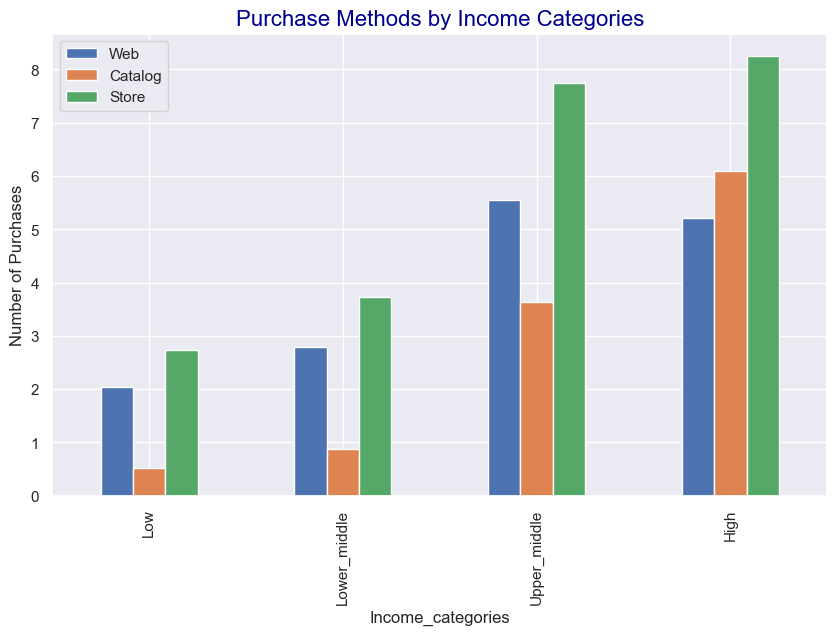 Purchase Methods by Income Categories
Web
Catalog
Store
Number of Purchases
8
7
6
5
4
3
2
1
0
Low
Lower_middle
Upper_middle
High
Income_categories